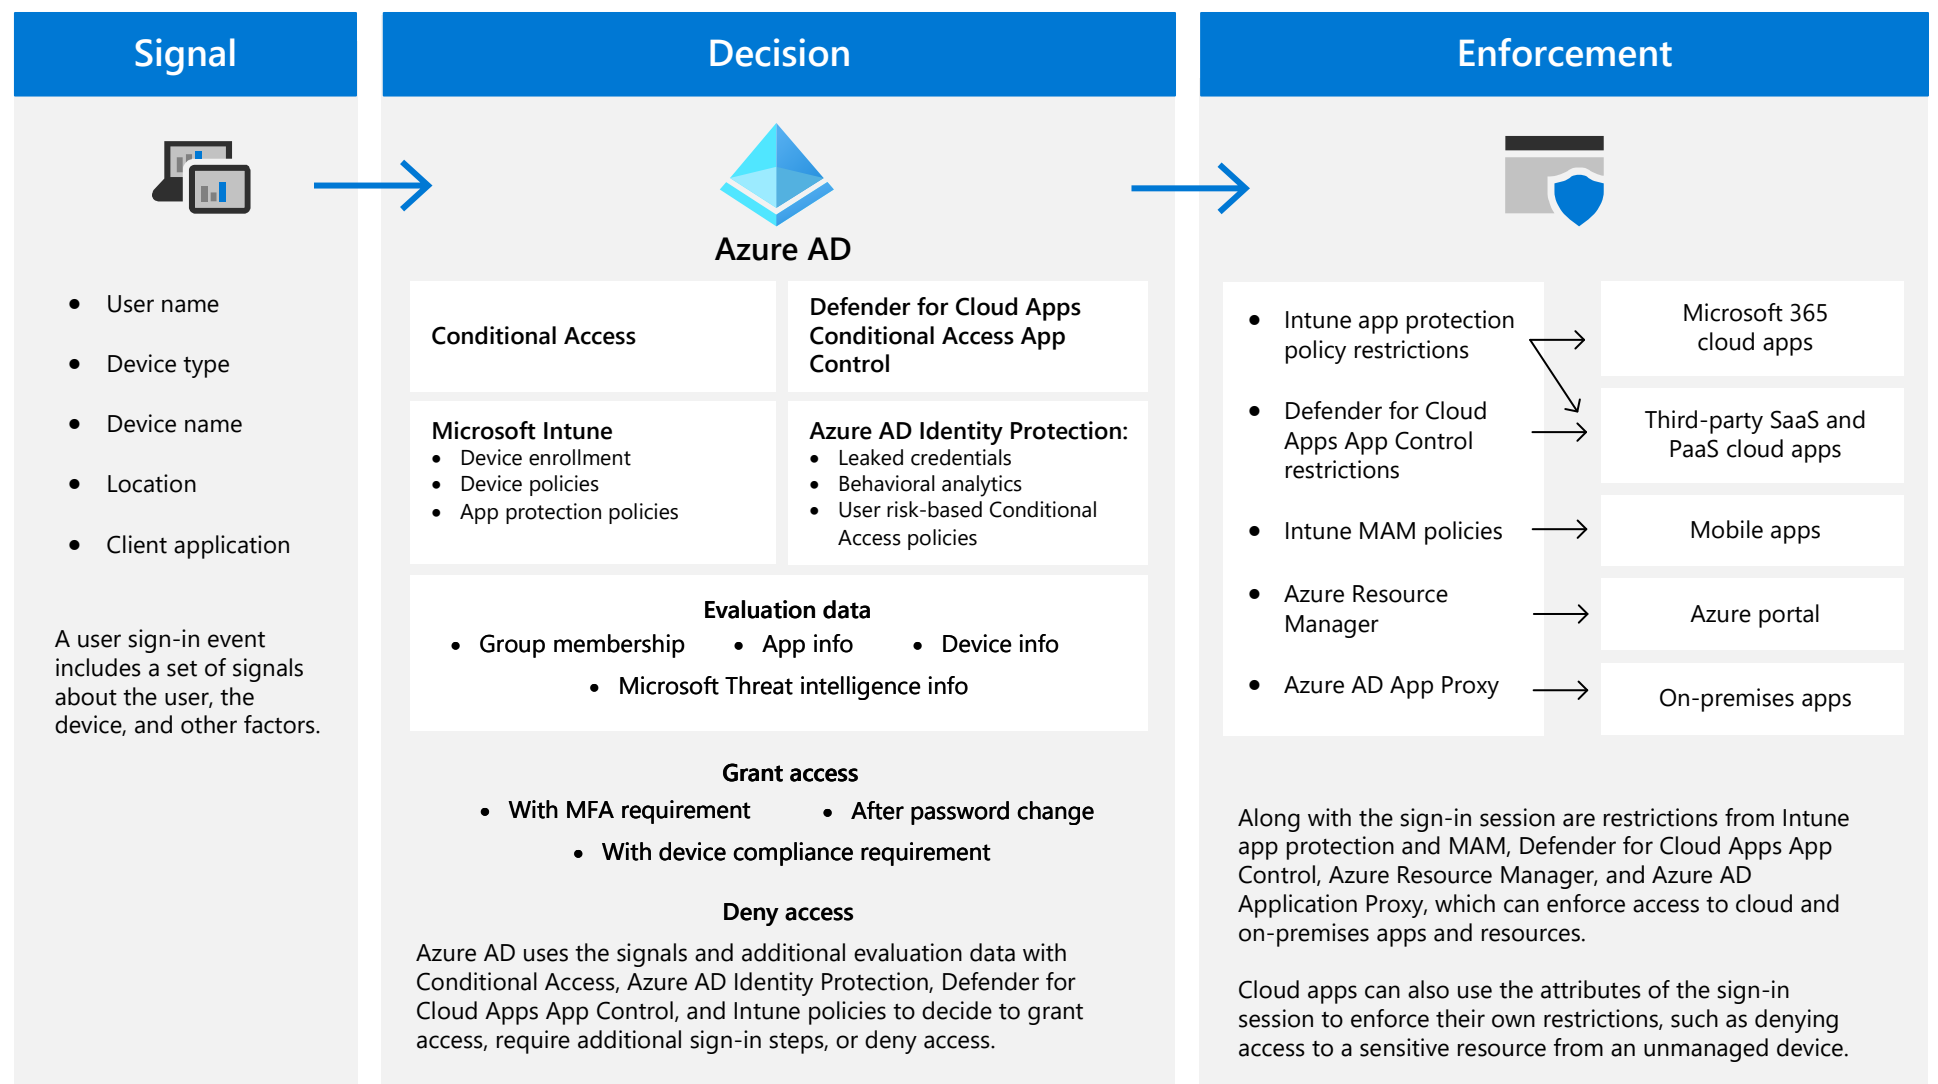 Signal
User name
Device type
Device name
Location
Client application
A user sign-in event
includes a set of signals
about the user, the
device, and other factors.
Decision
Azure AD
Conditional Access
Defender for Cloud Apps
Conditional Access App
Control
Microsoft Intune
Device enrollment
Device policies
App protection policies
Azure AD Identity Protection:
Leaked credentials
Behavioral analytics
User risk-based Conditional
Access policies
Evaluation data
Group membership
App info
Device info
Microsoft Threat intelligence info
Grant access
With MFA requirement
After password change
With device compliance requirement
Deny access
Azure AD uses the signals and additional evaluation data with
Conditional Access, Azure AD Identity Protection, Defender for
Cloud Apps App Control, and Intune policies to decide to grant
access, require additional sign-in steps, or deny access.
Enforcement
Intune app protection
policy restrictions
Defender for Cloud
Apps App Control
restrictions
Intune MAM policies
Azure Resource
Manager
Azure AD App Proxy
Microsoft 365
cloud apps
Third-party SaaS and
PaaS cloud apps
Mobile apps
Azure portal
On-premises apps
Along with the sign-in session are restrictions from Intune
app protection and MAM, Defender for Cloud Apps App
Control, Azure Resource Manager, and Azure AD
Application Proxy, which can enforce access to cloud and
on-premises apps and resources.
Cloud apps can also use the attributes of the sign-in
session to enforce their own restrictions, such as denying
access to a sensitive resource from an unmanaged device.